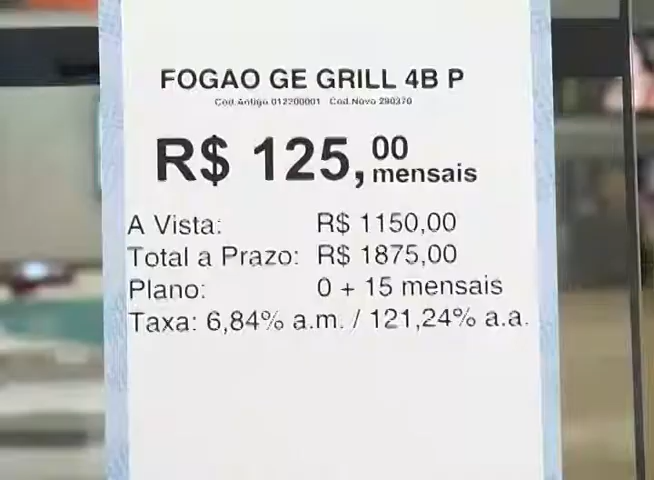 FOGAO GE GRILL 4B P
Cod.Antigo 012200001 Cod.Novo 290370
R$ 125,00 mensais
A Vista: R$ 1150,00
Total a Prazo: R$ 1875,00
Plano: 0 + 15 mensais
Taxa: 6,84% a.m. / 121,24% a.a.